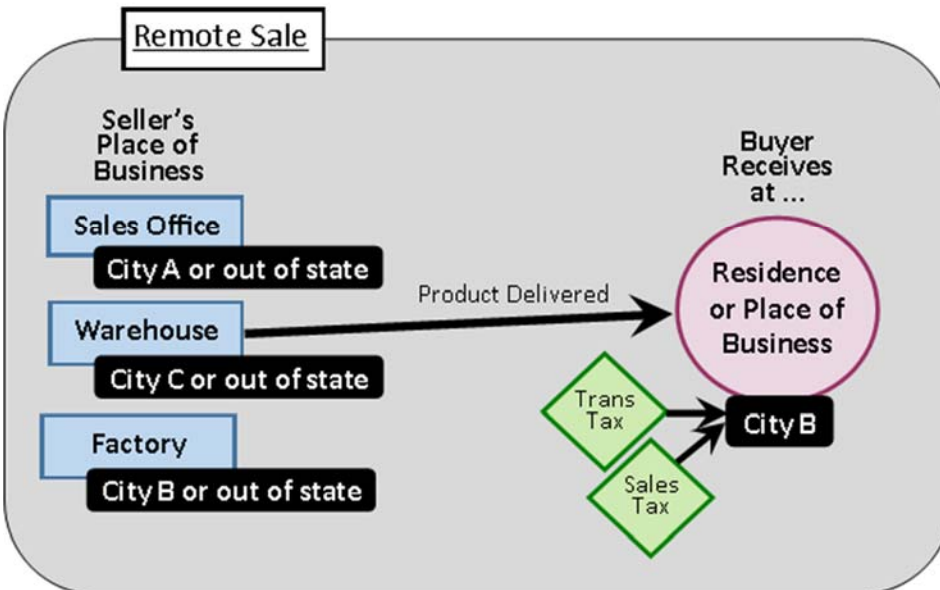 Remote Sale
Seller's
Place of
Business
Sales Office
City A or out of state
Warehouse
City C or out of state
Factory
City B or out of state
Product Delivered
Buyer
Receives
at ...
Residence
or Place of
Business
City B
Trans
Tax
Sales
Tax